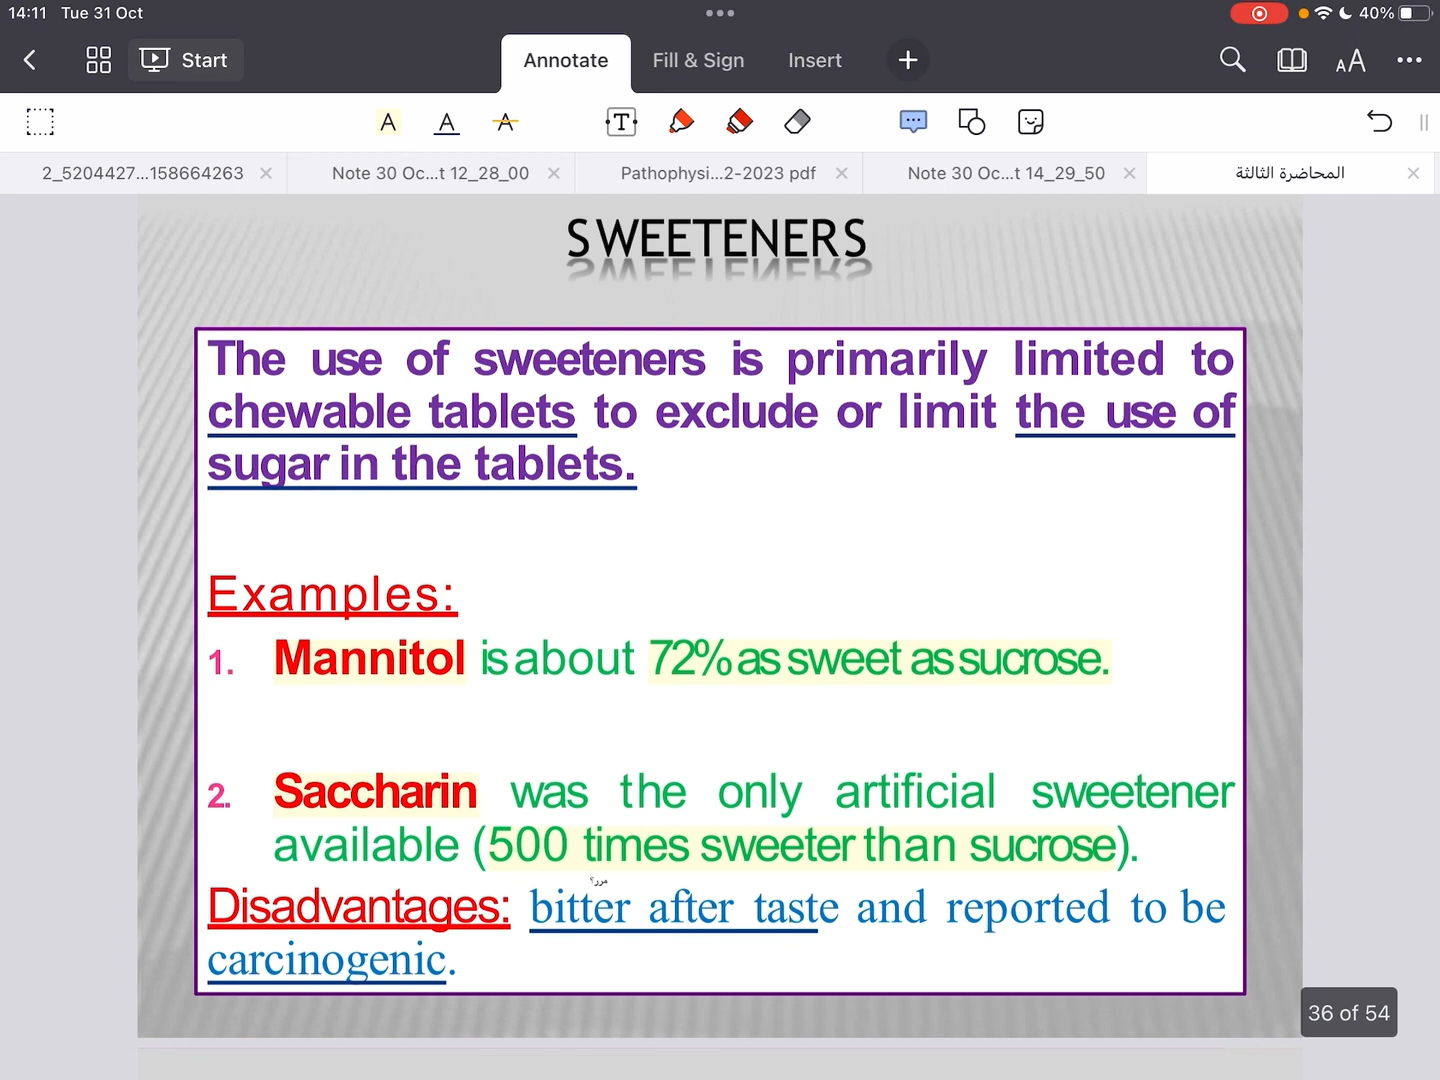 14:11 Tue 31 Oct
40%
Start
Annotate
Fill & Sign
Insert
AA
A A A T
2_5204427...158664263
Note 30 Oc...t 12_28_00
Pathophysi...2-2023 pdf
Note 30 Oc...t 14_29_50
المحاضرة الثالثة
SWEETENERS
The use of sweeteners is primarily limited to
chewable tablets to exclude or limit the use of
sugar in the tablets.
Examples:
1. Mannitol is about 72% as sweet as sucrose.
2. Saccharin was the only artificial sweetener
available (500 times sweeter than sucrose).
مرر؟
Disadvantages: bitter after taste and reported to be
carcinogenic.
36 of 54